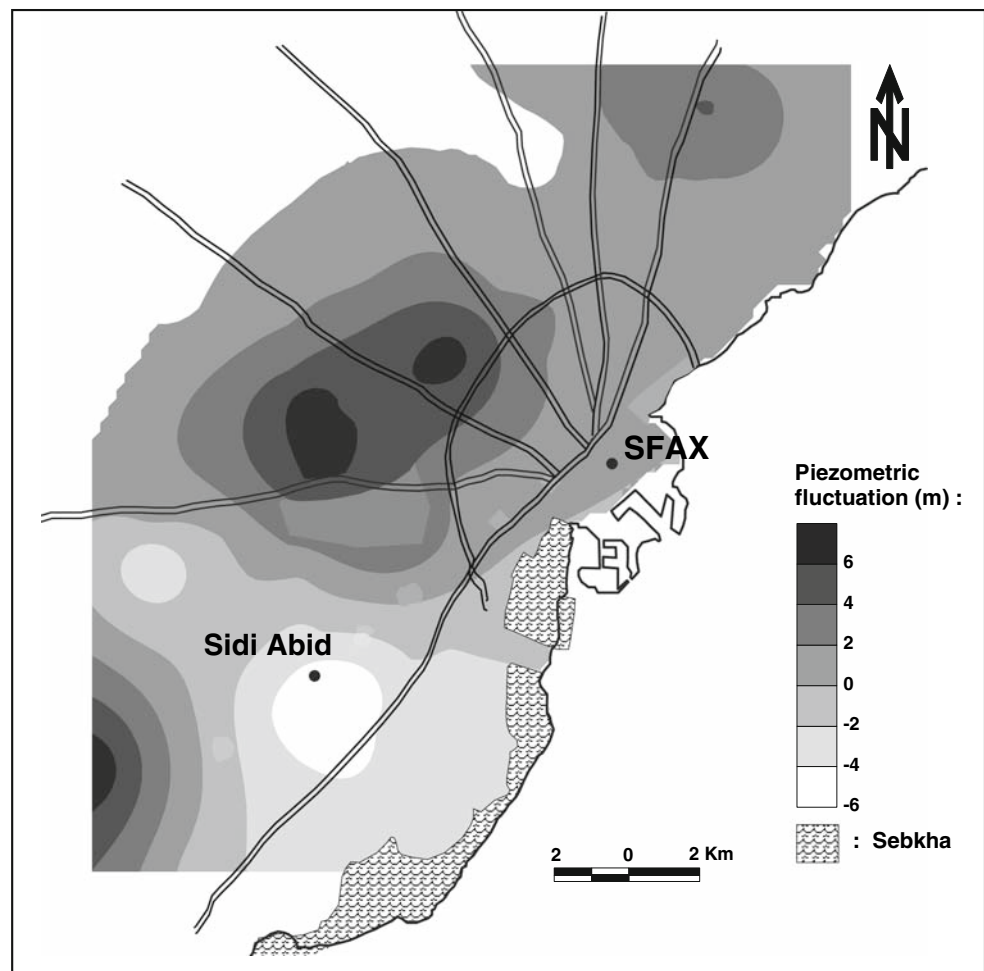 N
SFAX
Sidi Abid
Piezometric
fluctuation (m) :
6
4
2
0
-2
-4
-6
: Sebkha
2 0 2 Km